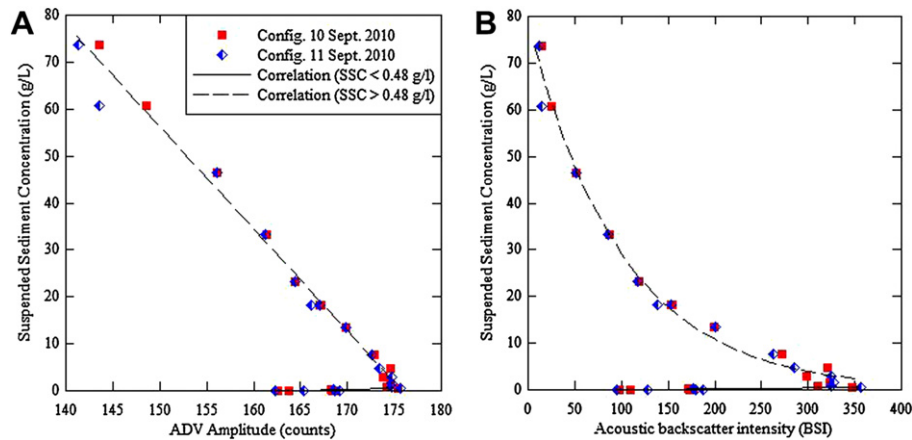 A
B
Config. 10 Sept. 2010
Config. 11 Sept. 2010
Correlation (SSC < 0.48 g/l)
Correlation (SSC > 0.48 g/l)
Suspended Sediment Concentration (g/L)
80
70
60
50
40
30
20
10
0
140 145 150 155 160 165 170 175 180
ADV Amplitude (counts)
Suspended Sediment Concentration (g/L)
80
70
60
50
40
30
20
10
0
0 50 100 150 200 250 300 350 400
Acoustic backscatter intensity (BSI)